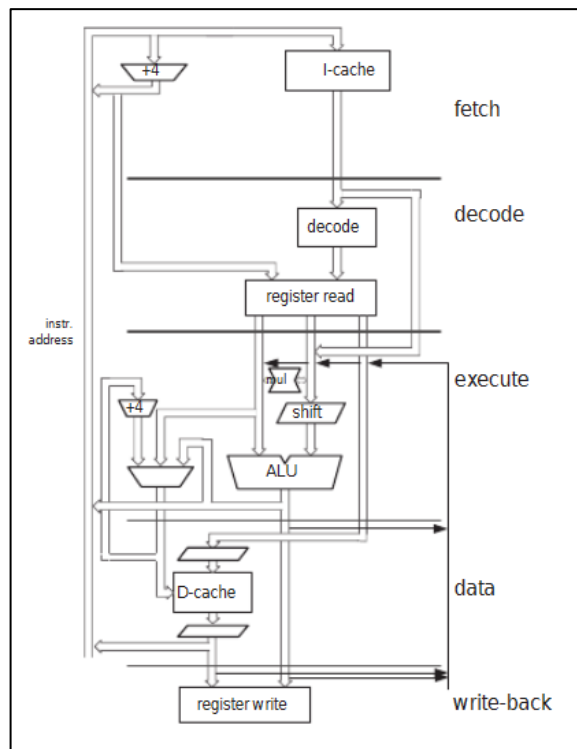 +4
I-cache
fetch
decode
decode
register read
instr.
address
execute
mul
+4
shift
ALU
D-cache
data
register write
write-back